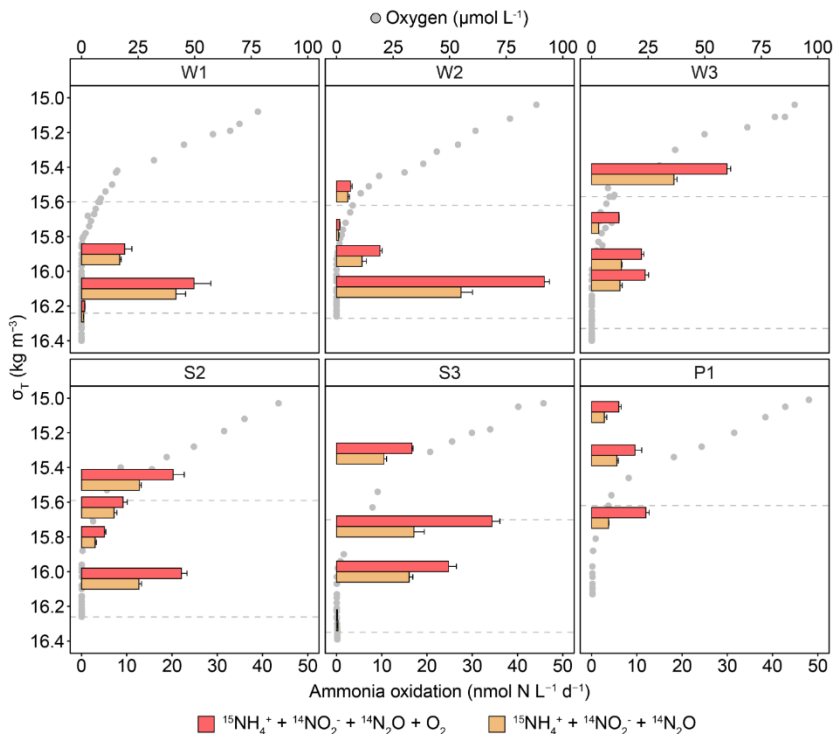 Oxygen (µmol L⁻¹)
0 25 50 75 100 0 25 50 75 100 0 25 50 75 100
W1 W2 W3
15.0
15.2
15.4
15.6
15.8
16.0
16.2
16.4
σT (kg m⁻³)
S2 S3 P1
15.0
15.2
15.4
15.6
15.8
16.0
16.2
16.4
0 10 20 30 40 50 0 10 20 30 40 50 0 10 20 30 40 50
Ammonia oxidation (nmol N L⁻¹ d⁻¹)
¹⁵NH₄⁺ + ¹⁴NO₂⁻ + ¹⁴N₂O + O₂ ¹⁵NH₄⁺ + ¹⁴NO₂⁻ + ¹⁴N₂O